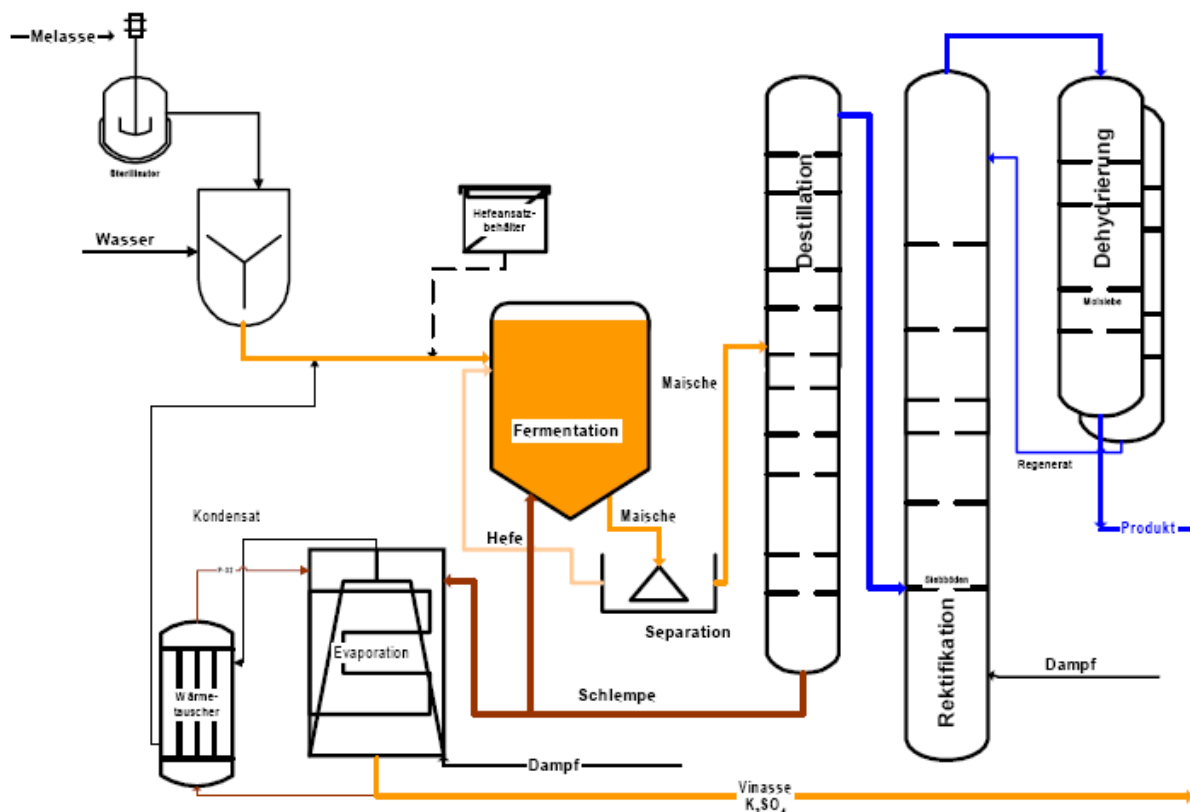 Melasse
Sterilisator
Wasser
Hefeansatz-
behälter
Destillation
Dehydrierung
Molsiebe
Maische
Fermentation
Regenerat
Kondensat
Maische
Hefe
Produkt
Siebböden
Separation
Evaporation
Rektifikation
Dampf
Wärme-
tauscher
Schlempe
Dampf
Vinasse
K₂SO₄